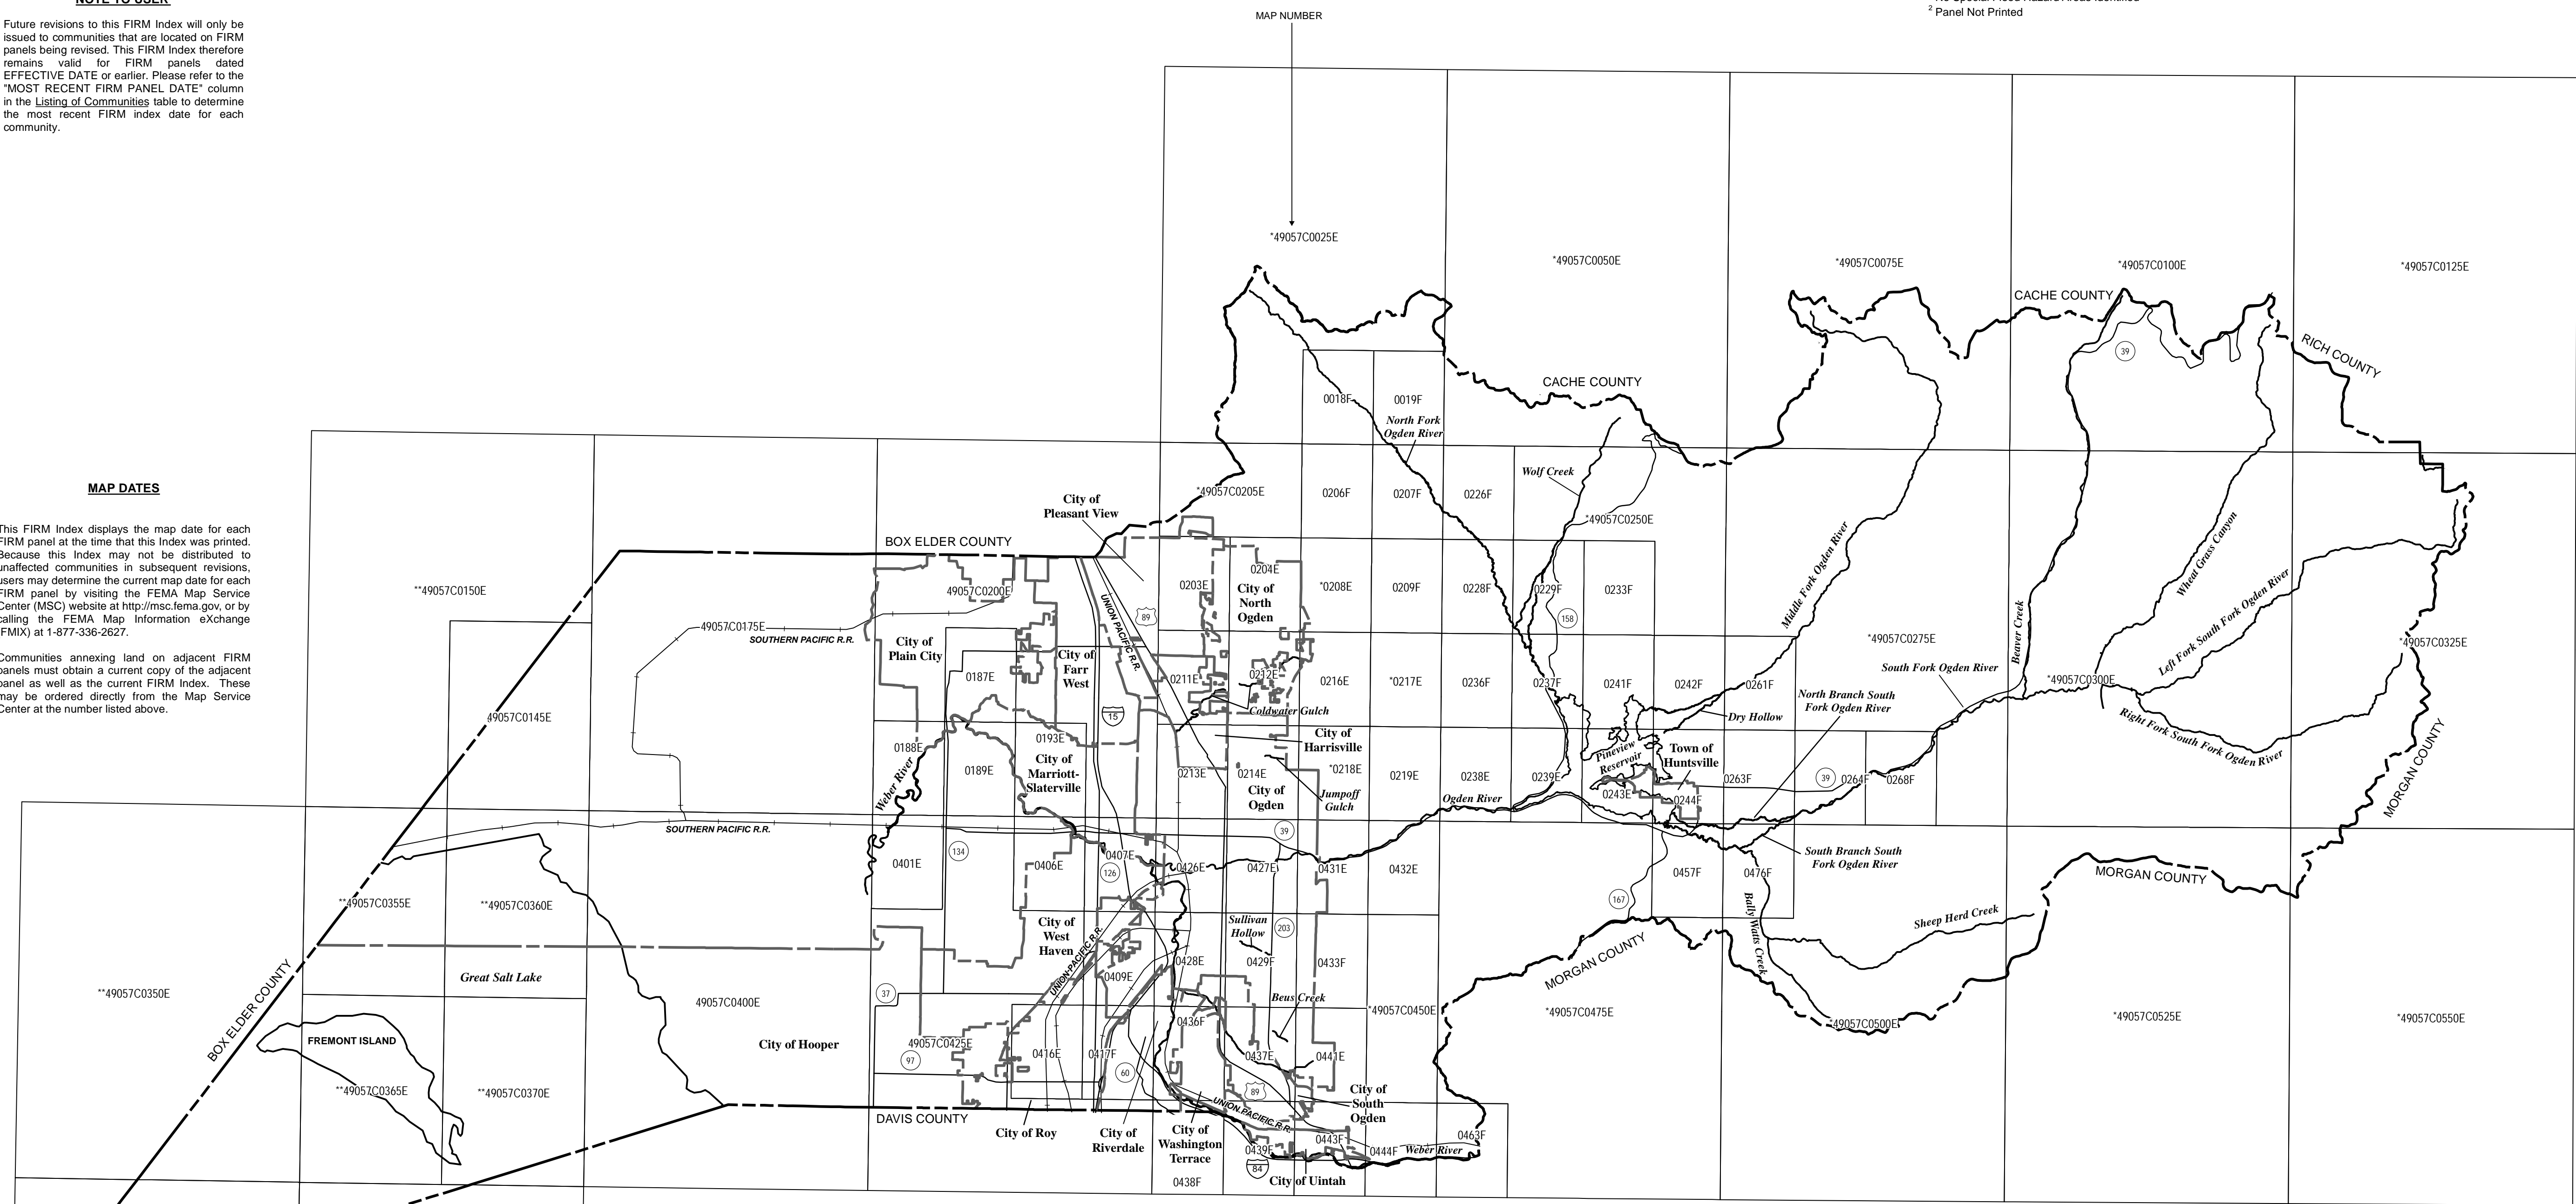 NOTE TO USER
Future revisions to this FIRM Index will only be
issued to communities that are located on FIRM
panels being revised. This FIRM Index therefore
remains valid for FIRM panels dated
EFFECTIVE DATE or earlier. Please refer to the
"MOST RECENT FIRM PANEL DATE" column
in the Listing of Communities table to determine
the most recent FIRM index date for each
community.
MAP NUMBER
2 Panel Not Printed
*49057C0025E
*49057C0050E
*49057C0075E
*49057C0100E
*49057C0125E
CACHE COUNTY
39
RICH COUNTY
CACHE COUNTY
0018F
0019F
North Fork
Ogden River
MAP DATES
This FIRM Index displays the map date for each
FIRM panel at the time that this Index was printed.
Because this Index may not be distributed to
unaffected communities in subsequent revisions,
users may determine the current map date for each
FIRM panel by visiting the FEMA Map Service
Center (MSC) website at http://msc.fema.gov, or by
calling the FEMA Map Information eXchange
(FMIX) at 1-877-336-2627.
Communities annexing land on adjacent FIRM
panels must obtain a current copy of the adjacent
panel as well as the current FIRM Index. These
may be ordered directly from the Map Service
Center at the number listed above.
City of
Pleasant View
*49057C0205E
0206F
0207F
0226F
Wolf Creek
*49057C0250E
Middle Fork Ogden River
Wheat Grass Canyon
Left Fork South Fork Ogden River
BOX ELDER COUNTY
**49057C0150E
49057C0200E
UNION PACIFIC R.R.
89
0203E
0204E
City of
North
Ogden
*0208E
0209F
0228F
0229F
158
0233F
Beaver Creek
49057C0175E
SOUTHERN PACIFIC R.R.
City of
Plain City
City of
Farr
West
*49057C0275E
*49057C0325E
0187E
0211E
0212E
0216E
*0217E
0236F
0237F
0241F
0242F
0261F
South Fork Ogden River
*49057C0300E
North Branch South
Fork Ogden River
Right Fork South Fork Ogden River
49057C0145E
15
Coldwater Gulch
Dry Hollow
0188E
0193E
City of
Harrisville
Weber River
0189E
City of
Marriott-
Slaterville
0213E
0214E
City of
Ogden
*0218E
Jumpoff
Gulch
0219E
0238E
0239E
Ogden River
Pineview
Reservoir
Town of
Huntsville
0243E
0244F
0263F
39
0264F
0268F
MORGAN COUNTY
SOUTHERN PACIFIC R.R.
39
0401E
134
0406E
0407E
126
0426E
0427E
0431E
0432E
South Branch South
Fork Ogden River
0457F
0476F
MORGAN COUNTY
**49057C0355E
**49057C0360E
167
Bally Watts Creek
Sheep Herd Creek
City of
West
Haven
Sullivan
Hollow
203
UNION PACIFIC R.R.
0409E
0428E
0429F
0433F
MORGAN COUNTY
Great Salt Lake
**49057C0350E
BOX ELDER COUNTY
49057C0400E
37
Beus Creek
*49057C0450E
*49057C0475E
*49057C0500E
*49057C0525E
*49057C0550E
FREMONT ISLAND
City of Hooper
49057C0425E
97
0416E
0417F
60
0436F
0437E
0441E
**49057C0365E
**49057C0370E
89
City of
South
Ogden
UNION PACIFIC R.R.
DAVIS COUNTY
City of Roy
City of
Riverdale
City of
Washington
Terrace
0439F
84
0443F
0444F
Weber River
0463F
City of Uintah
0438F